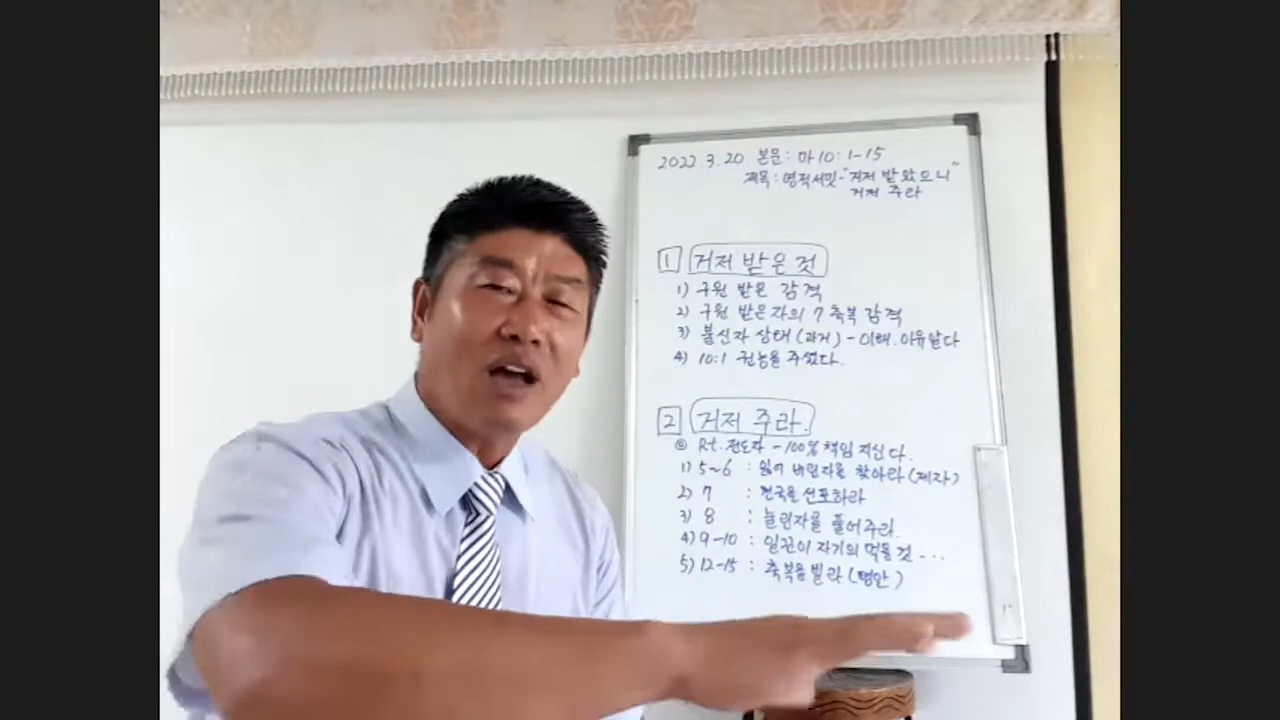 2022.3.20 본문: 마10:1-15
제목: 영적서밋-"거저 받았으니"
거저 주라
1 거저 받은 것
1) 구원 받은 감격
2) 구원 받은자의 7 축복 감격
3) 불신자 상태(과거) - 이해. 이유알다
4) 10:1 권능을 주셨다.
2 거저 주라.
◎ Rt. 전도자 - 100% 책임 지신다.
1) 5~6 : 잃어 버린자를 찾아라(제자)
2) 7 : 천국을 선포하라
3) 8 : 눌린자를 풀어주라.
4) 9-10 : 일꾼이 자기의 먹을 것 ...
5) 12-15 : 축복을 빌라(평안)